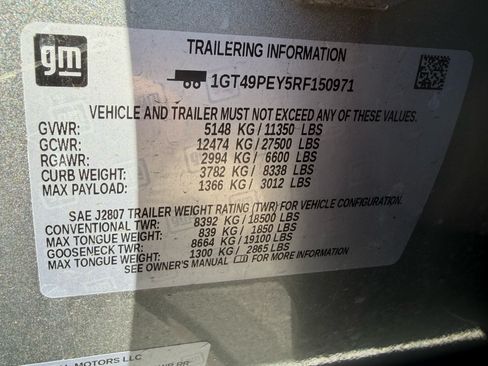 gm
TRAILERING INFORMATION
1GT49PEY5RF150971
VEHICLE AND TRAILER MUST NOT EXCEED ANY OF THESE VALUES.
GVWR: 5148 KG / 11350 LBS
GCWR: 12474 KG / 27500 LBS
RGAWR: 2994 KG / 6600 LBS
CURB WEIGHT: 3782 KG / 8338 LBS
MAX PAYLOAD: 1366 KG / 3012 LBS
SAE J2807 TRAILER WEIGHT RATING (TWR) FOR VEHICLE CONFIGURATION.
CONVENTIONAL TWR: 8392 KG / 18500 LBS
MAX TONGUE WEIGHT: 839 KG / 1850 LBS
GOOSENECK TWR: 8664 KG / 19100 LBS
MAX TONGUE WEIGHT: 1300 KG / 2865 LBS
SEE OWNER'S MANUAL FOR MORE INFORMATION
MOTORS LLC